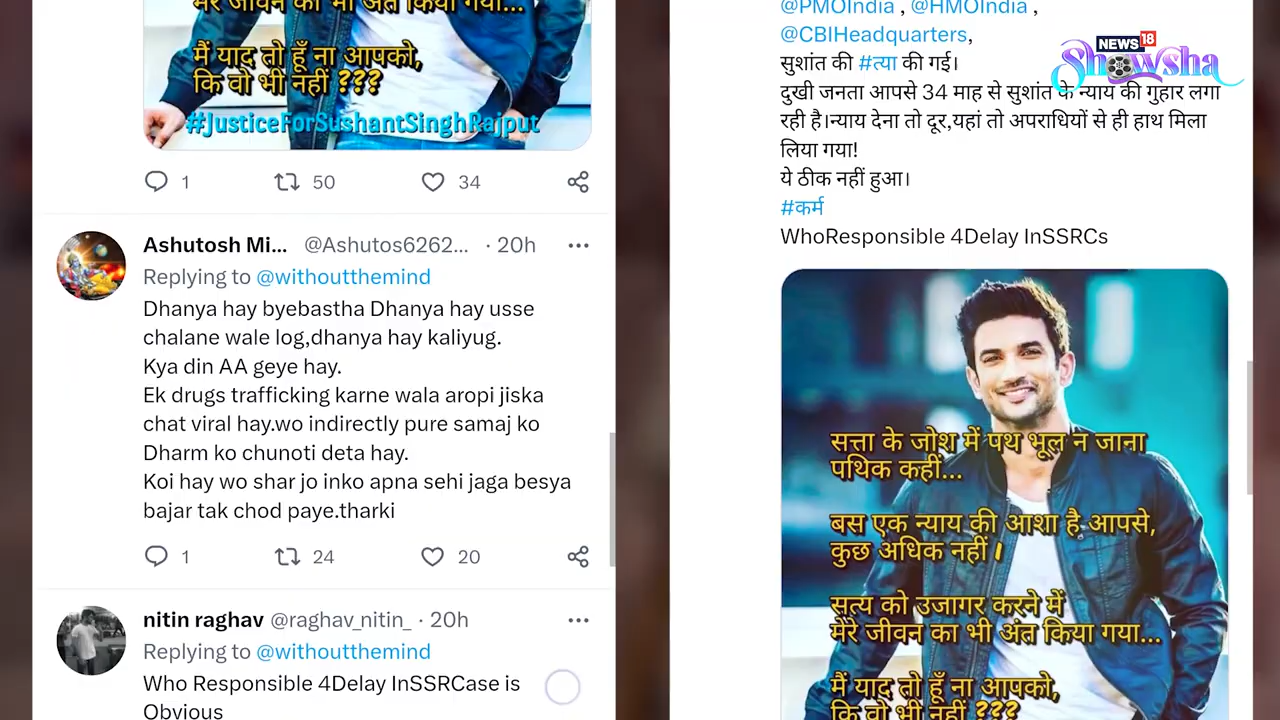 मेरे जीवन का भी अंत किया गया...
मैं याद तो हूँ ना आपको,
कि वो भी नहीं ???
#JusticeForSushantSinghRajput
1 50 34
Ashutosh Mi... @Ashutos6262... · 20h
Replying to @withoutthemind
Dhanya hay byebastha Dhanya hay usse
chalane wale log,dhanya hay kaliyug.
Kya din AA geye hay.
Ek drugs trafficking karne wala aropi jiska
chat viral hay.wo indirectly pure samaj ko
Dharm ko chunoti deta hay.
Koi hay wo shar jo inko apna sehi jaga besya
bajar tak chod paye.tharki
1 24 20
nitin raghav @raghav_nitin_ · 20h
Replying to @withoutthemind
Who Responsible 4Delay InSSRCase is
Obvious
@PMOIndia , @HMOIndia ,
@CBIHeadquarters,
सुशांत की #त्या की गई।
दुखी जनता आपसे 34 माह से सुशांत के न्याय की गुहार लगा
रही है।न्याय देना तो दूर,यहां तो अपराधियों से ही हाथ मिला
लिया गया!
ये ठीक नहीं हुआ।
#कर्म
WhoResponsible 4Delay InSSRCs
सत्ता के जोश में पथ भूल न जाना
पथिक कहीं...
बस एक न्याय की आशा है आपसे,
कुछ अधिक नहीं।
सत्य को उजागर करने में
मेरे जीवन का भी अंत किया गया...
मैं याद तो हूँ ना आपको,
कि वो भी नहीं ???
NEWS18
Showsha